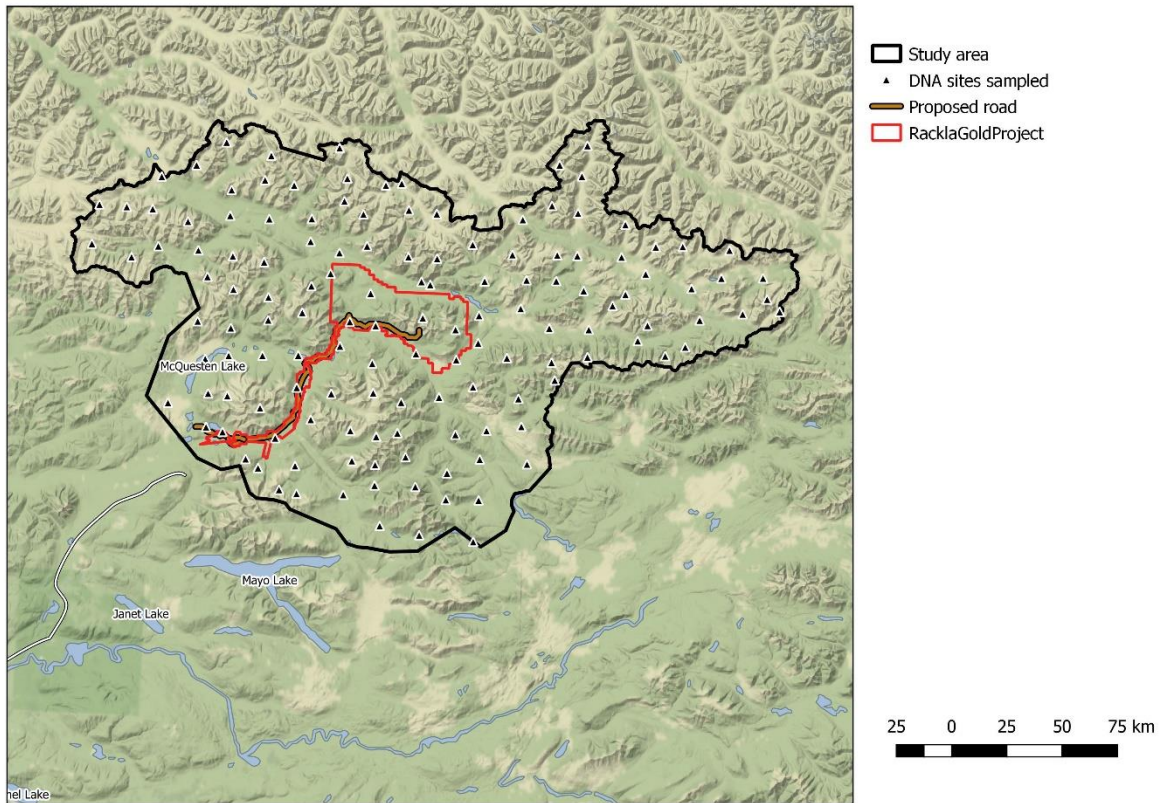 Study area
DNA sites sampled
Proposed road
RacklaGoldProject
McQuesten Lake
Mayo Lake
Janet Lake
nel Lake
25 0 25 50 75 km